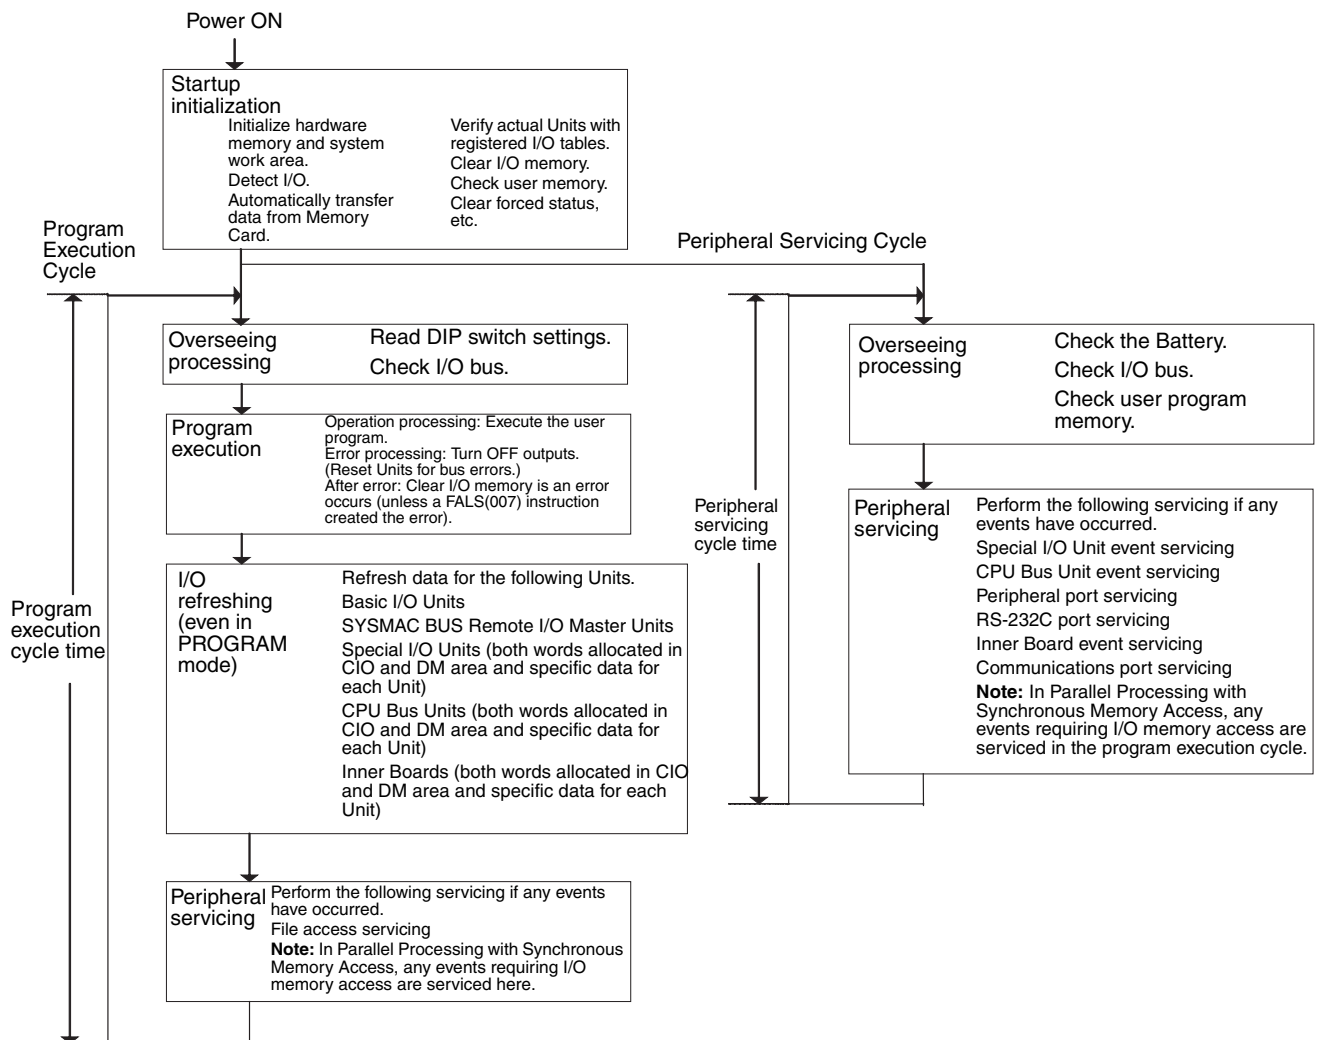 Power ON
Startup
initialization
Initialize hardware
memory and system
work area.
Detect I/O.
Automatically transfer
data from Memory
Card.
Verify actual Units with
registered I/O tables.
Clear I/O memory.
Check user memory.
Clear forced status,
etc.
Program
Execution
Cycle
Peripheral Servicing Cycle
Overseeing
processing
Read DIP switch settings.
Check I/O bus.
Program
execution
Operation processing: Execute the user
program.
Error processing: Turn OFF outputs.
(Reset Units for bus errors.)
After error: Clear I/O memory is an error
occurs (unless a FALS(007) instruction
created the error).
Program
execution
cycle time
I/O
refreshing
(even in
PROGRAM
mode)
Refresh data for the following Units.
Basic I/O Units
SYSMAC BUS Remote I/O Master Units
Special I/O Units (both words allocated in
CIO and DM area and specific data for
each Unit)
CPU Bus Units (both words allocated in
CIO and DM area and specific data for
each Unit)
Inner Boards (both words allocated in CIO
and DM area and specific data for each
Unit)
Peripheral
servicing
Perform the following servicing if any events
have occurred.
File access servicing
Note: In Parallel Processing with Synchronous
Memory Access, any events requiring I/O
memory access are serviced here.
Overseeing
processing
Check the Battery.
Check I/O bus.
Check user program
memory.
Peripheral
servicing
cycle time
Peripheral
servicing
Perform the following servicing if any
events have occurred.
Special I/O Unit event servicing
CPU Bus Unit event servicing
Peripheral port servicing
RS-232C port servicing
Inner Board event servicing
Communications port servicing
Note: In Parallel Processing with
Synchronous Memory Access, any
events requiring I/O memory access are
serviced in the program execution cycle.